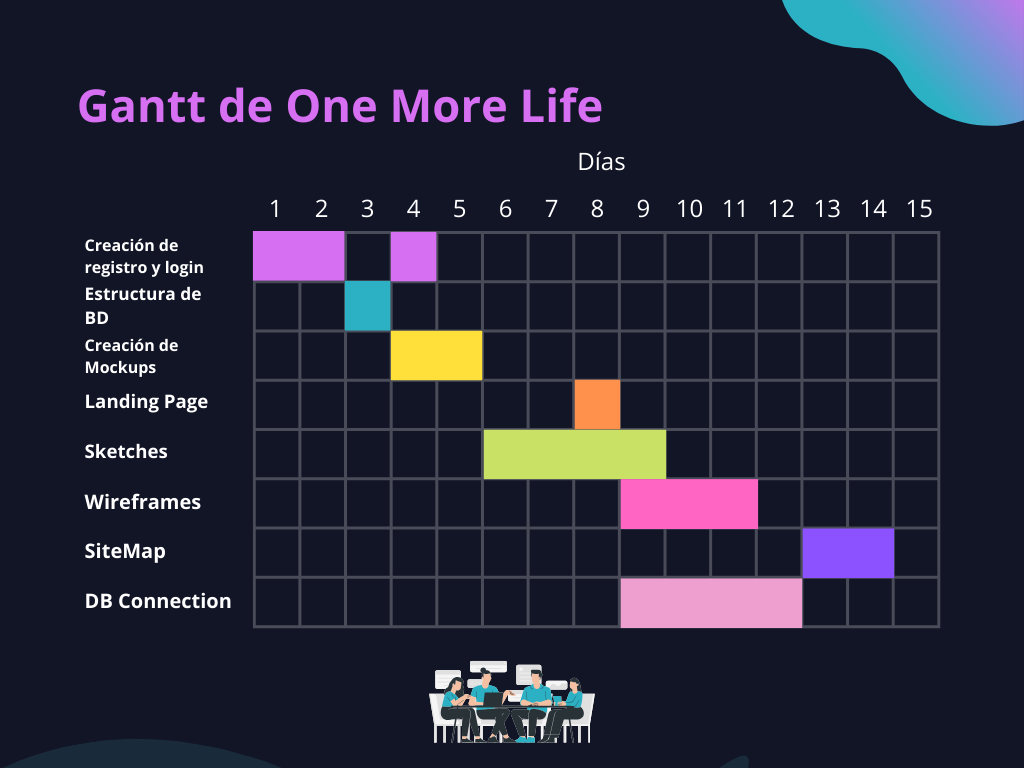 Gantt de One More Life
Días
1 2 3 4 5 6 7 8 9 10 11 12 13 14 15
Creación de
registro y login
Estructura de
BD
Creación de
Mockups
Landing Page
Sketches
Wireframes
SiteMap
DB Connection